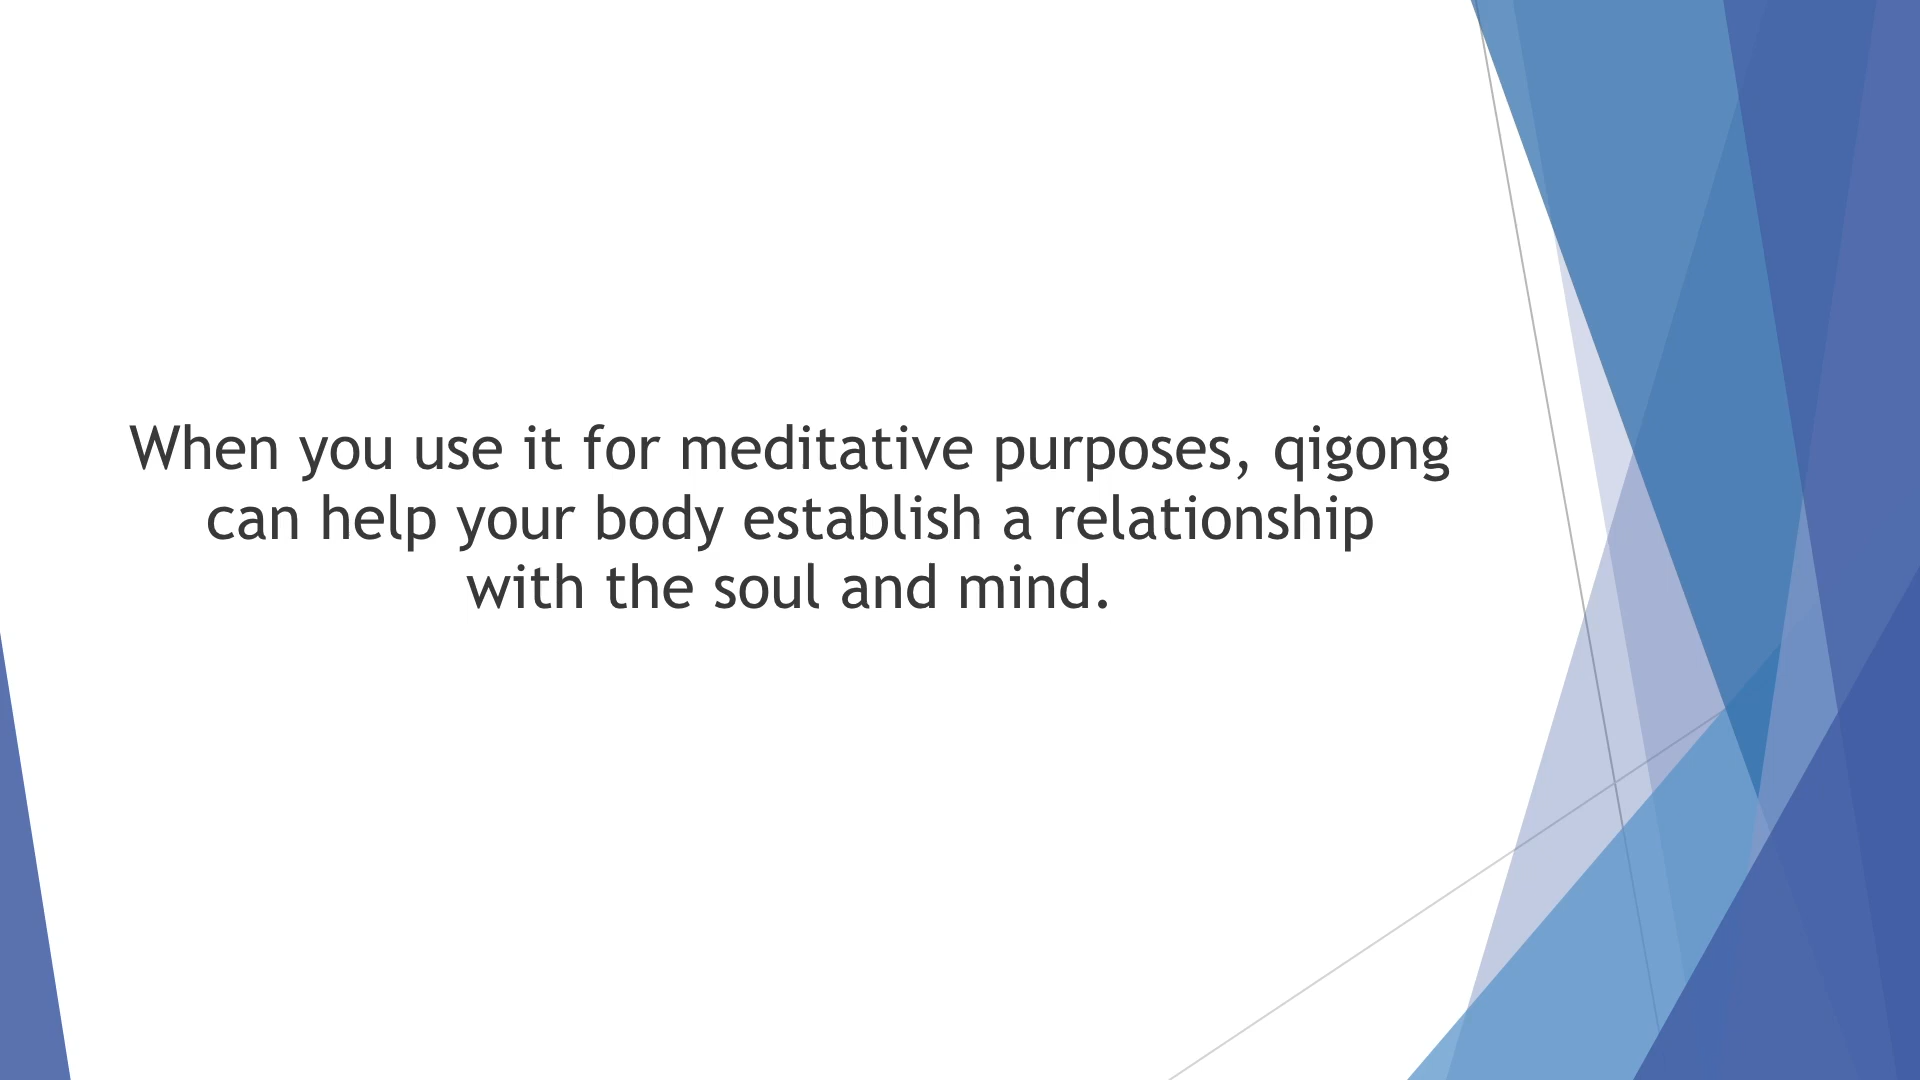 When you use it for meditative purposes, qigong
can help your body establish a relationship
with the soul and mind.